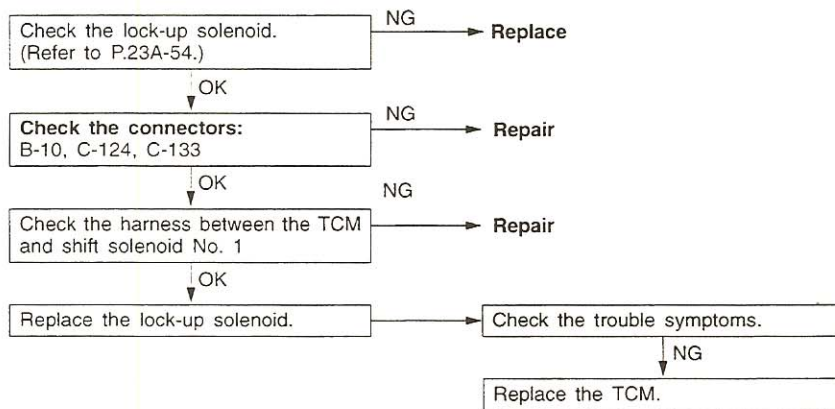 Check the lock-up solenoid.
(Refer to P.23A-54.)
NG
Replace
OK
Check the connectors:
B-10, C-124, C-133
NG
Repair
OK
NG
Check the harness between the TCM
and shift solenoid No. 1
Repair
OK
Replace the lock-up solenoid.
Check the trouble symptoms.
NG
Replace the TCM.